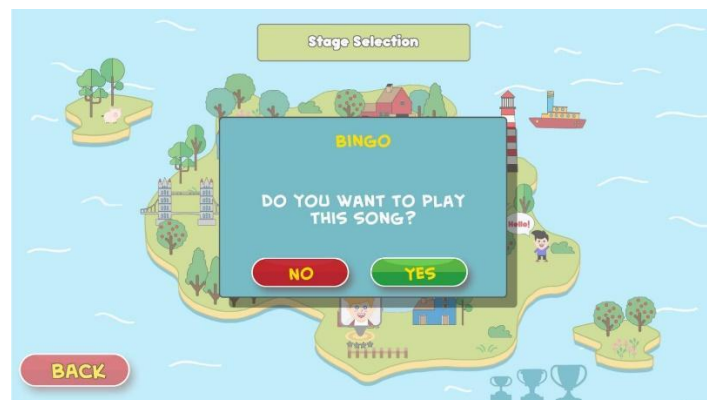 Stage Selection
BINGO
DO YOU WANT TO PLAY
THIS SONG?
Hello!
NO
YES
BACK